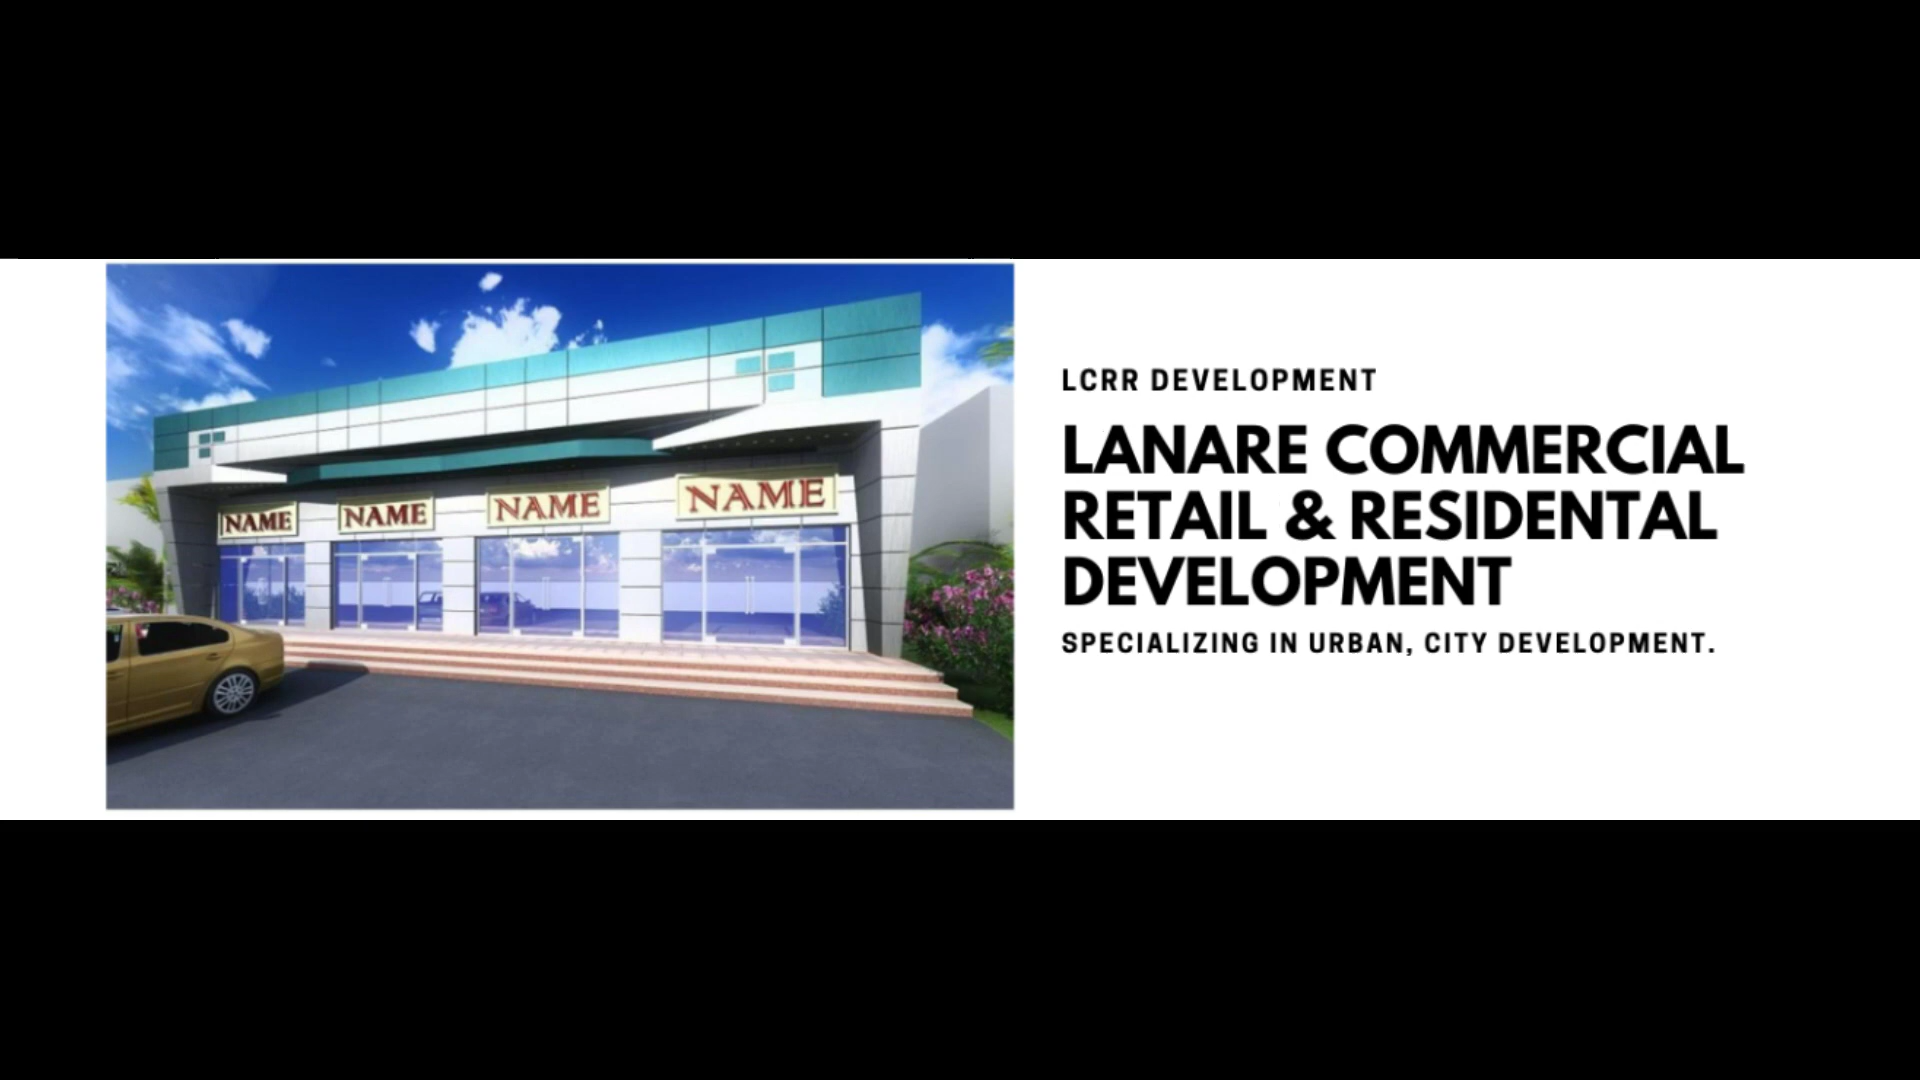 NAME
NAME
NAME
NAME
LCRR DEVELOPMENT
LANARE COMMERCIAL
RETAIL & RESIDENTAL
DEVELOPMENT
SPECIALIZING IN URBAN, CITY DEVELOPMENT.